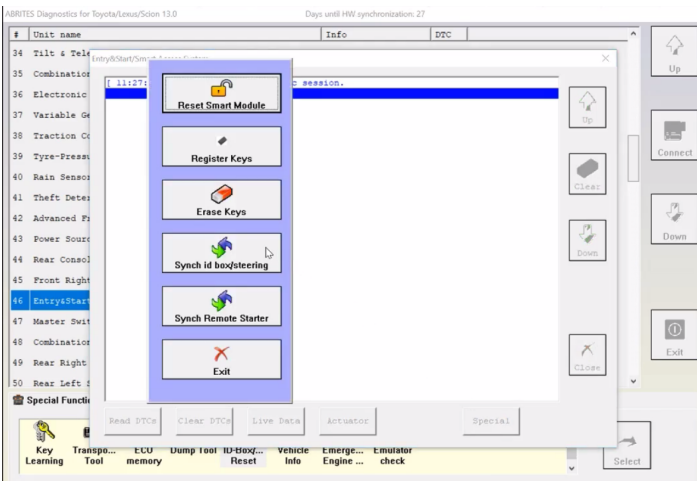 ABRITES Diagnostics for Toyota/Lexus/Scion 13.0 Days until HW synchronization: 27
# Unit name Info DTC
34 Tilt & Tele
35 Combination
36 Electronic
37 Variable Ge
38 Traction Co
39 Tyre-Pressu
40 Rain Sensor
41 Theft Deter
42 Advanced Fr
43 Power Sourc
44 Rear Consol
45 Front Right
46 Entry&Start
47 Master Swit
48 Combination
49 Rear Right
50 Rear Left S
Entry&Start/Smart Access System
[ 11:27: c session.
Reset Smart Module
Register Keys
Erase Keys
Synch id box/steering
Synch Remote Starter
Exit
Up
Clear
Down
Close
Read DTCs Clear DTCs Live Data Actuator Special
Up
Connect
Down
Exit
Special Functio
Key Learning
Transpo... Tool
ECU memory
Dump Tool
ID-Box/... Reset
Vehicle Info
Emerge... Engine ...
Emulator check
Select